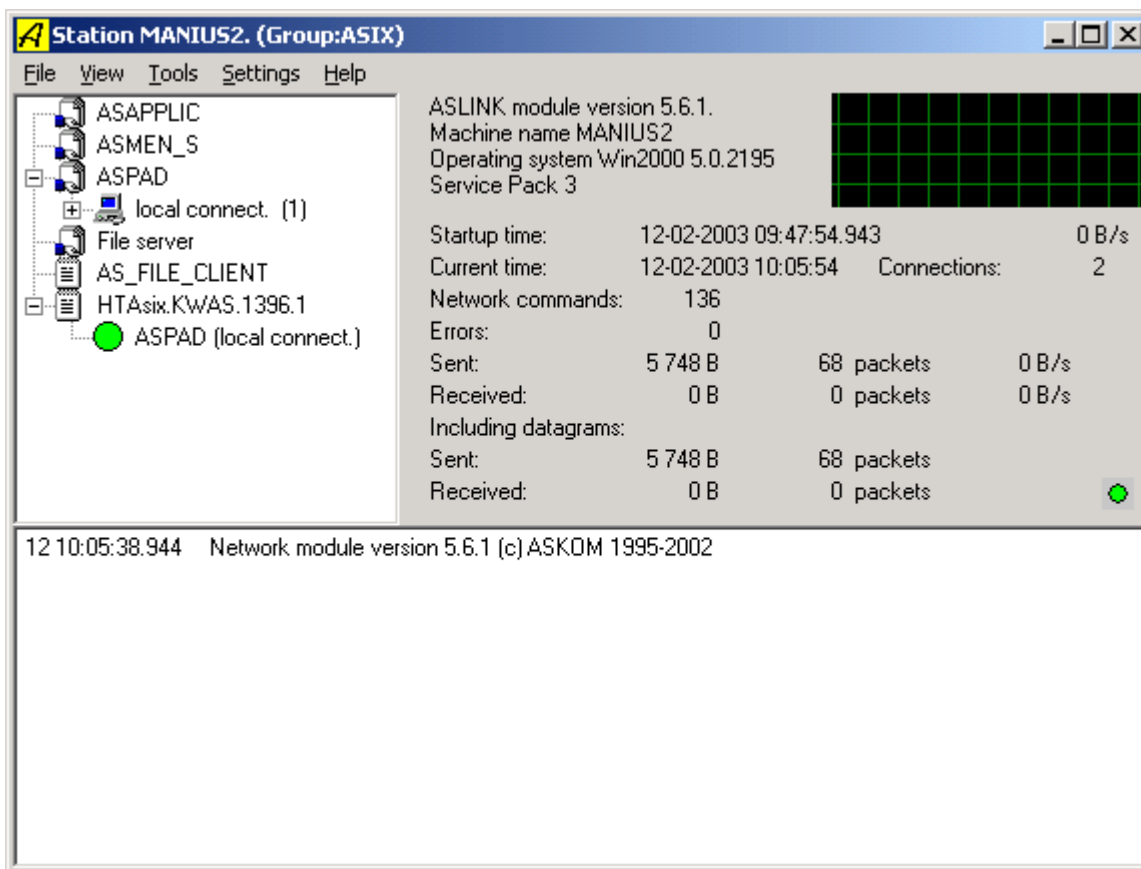 A Station MANIUS2. (Group:ASIX)
File View Tools Settings Help
ASAPPLIC
ASMEN_S
ASPAD
local connect. (1)
File server
AS_FILE_CLIENT
HTAsix.KWAS.1396.1
ASPAD (local connect.)
ASLINK module version 5.6.1.
Machine name MANIUS2
Operating system Win2000 5.0.2195
Service Pack 3
Startup time: 12-02-2003 09:47:54.943 0 B/s
Current time: 12-02-2003 10:05:54 Connections: 2
Network commands: 136
Errors: 0
Sent: 5 748 B 68 packets 0 B/s
Received: 0 B 0 packets 0 B/s
Including datagrams:
Sent: 5 748 B 68 packets
Received: 0 B 0 packets
12 10:05:38.944 Network module version 5.6.1 (c) ASKOM 1995-2002